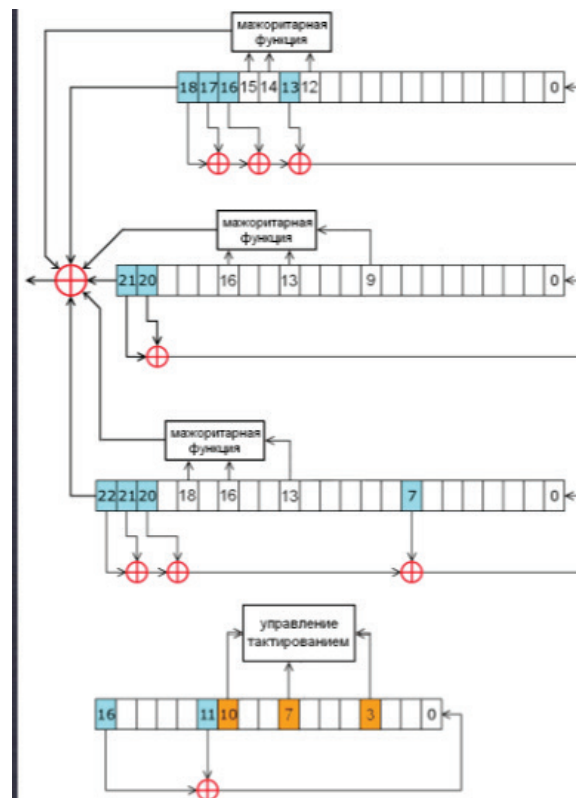 мажоритарная
функция
18 17 16 15 14 13 12 0
мажоритарная
функция
21 20 16 13 9 0
мажоритарная
функция
22 21 20 18 16 13 7 0
управление
тактированием
16 11 10 7 3 0